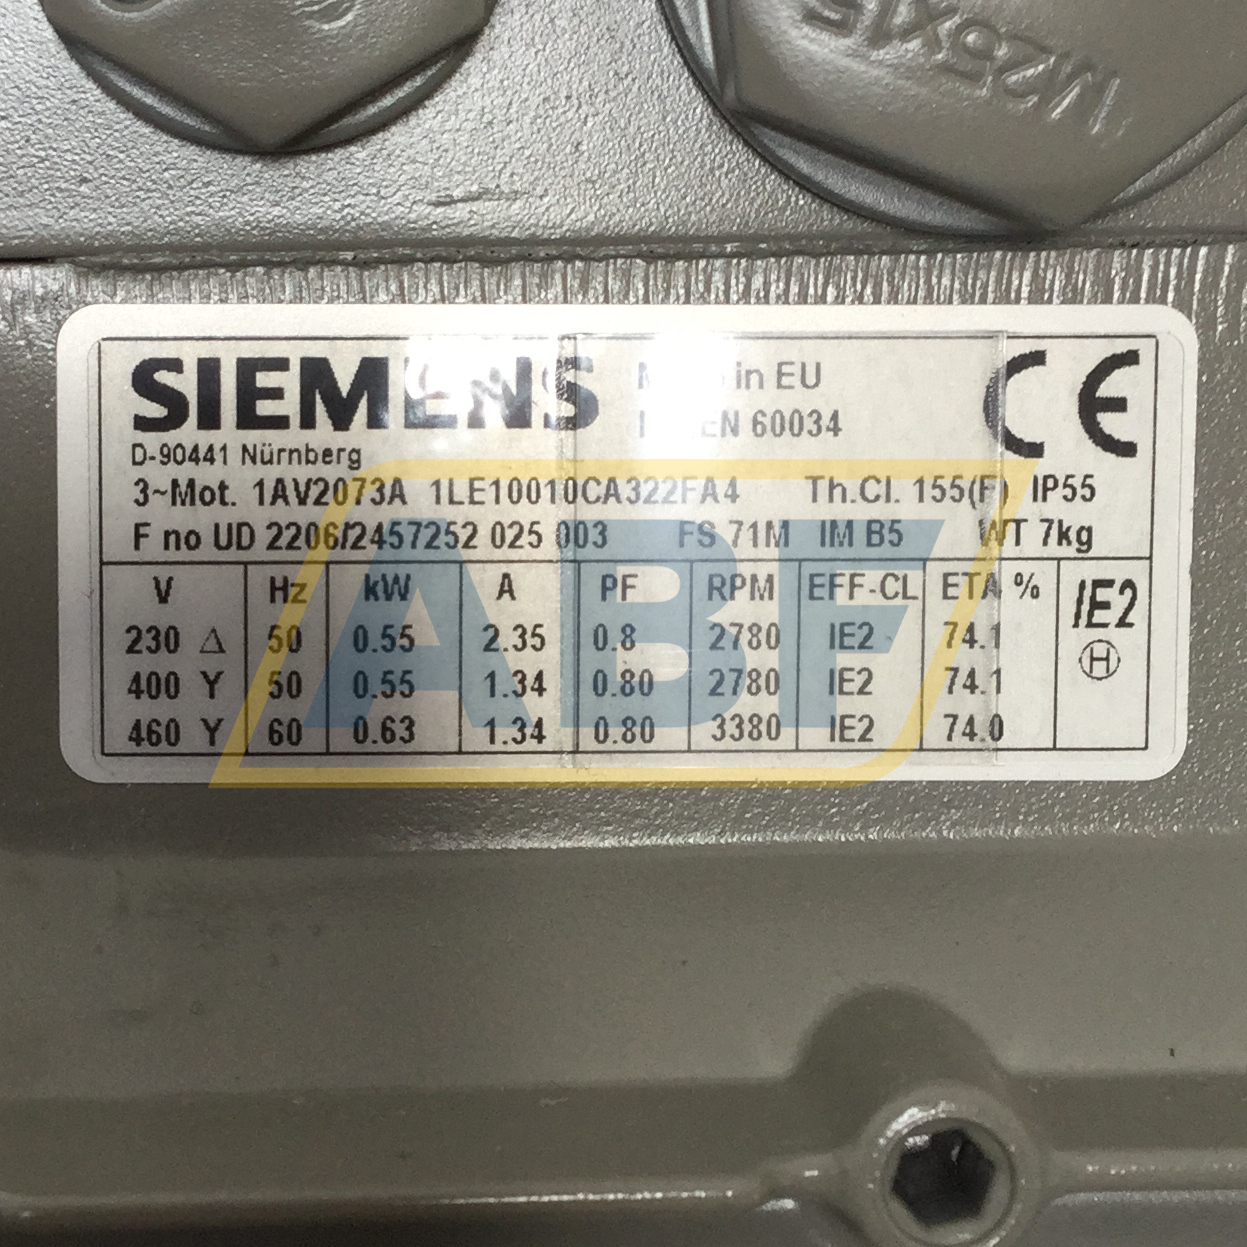 M25x1.5
SIEMENS
in EU
EN 60034
CE
D-90441 Nürnberg
3~Mot. 1AV2073A 1LE10010CA322FA4 Th.Cl. 155(F) IP55
F no UD 2206/2457252 025 003 FS 71M IM B5 WT 7kg
V Hz kW A PF RPM EFF-CL ETA % IE2
230 Δ 50 0.55 2.35 0.8 2780 IE2 74.1 H
400 Y 50 0.55 1.34 0.80 2780 IE2 74.1
460 Y 60 0.63 1.34 0.80 3380 IE2 74.0
ABF